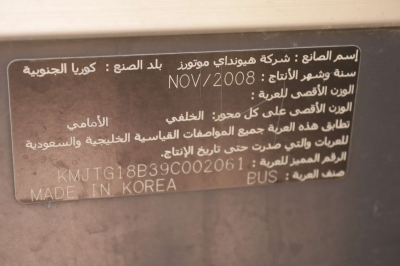 إسم الصانع : شركة هيونداي موتورز بلد الصنع : كوريا الجنوبية
سنة وشهر الأنتاج : NOV/2008
الوزن الأقصى للعربة :
الوزن الأقصى على كل محور: الخلفي الأمامي
تطابق هذه العربة جميع المواصفات القياسية الخليجية والسعودية
للعربات والتي صدرت حتى تاريخ الإنتاج.
الرقم المميز للعربة : KMJTG18B39C002061
صنف العربة : BUS MADE IN KOREA